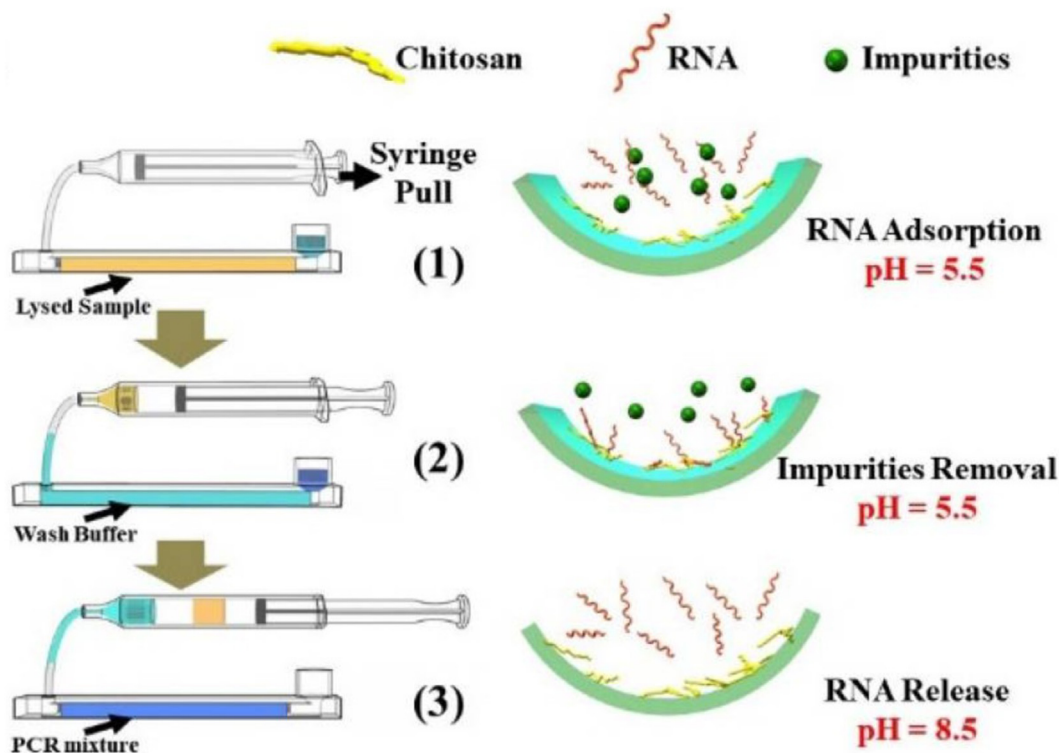 Chitosan
RNA
Impurities
Syringe
Pull
(1)
Lysed Sample
RNA Adsorption
pH = 5.5
(2)
Wash Buffer
Impurities Removal
pH = 5.5
(3)
PCR mixture
RNA Release
pH = 8.5